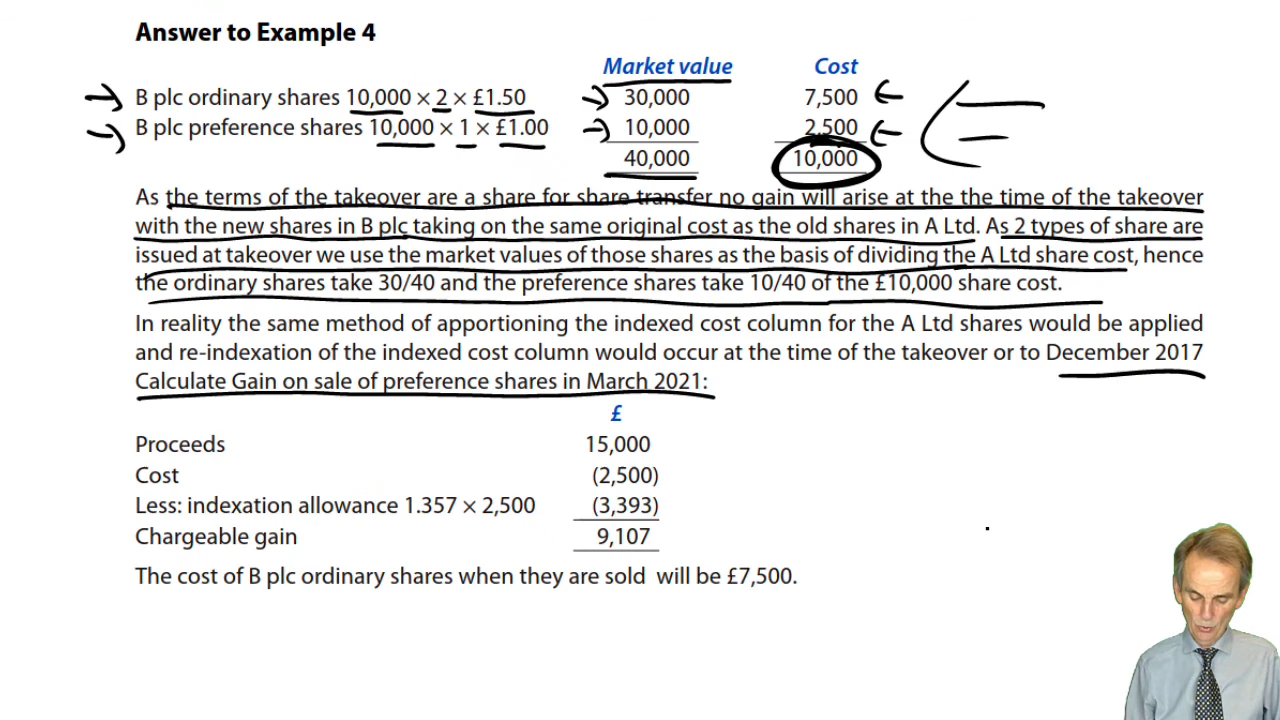 Answer to Example 4
Market value Cost
B plc ordinary shares 10,000 × 2 × £1.50 30,000 7,500
B plc preference shares 10,000 × 1 × £1.00 10,000 2,500
40,000 10,000
As the terms of the takeover are a share for share transfer no gain will arise at the the time of the takeover
with the new shares in B plc taking on the same original cost as the old shares in A Ltd. As 2 types of share are
issued at takeover we use the market values of those shares as the basis of dividing the A Ltd share cost, hence
the ordinary shares take 30/40 and the preference shares take 10/40 of the £10,000 share cost.
In reality the same method of apportioning the indexed cost column for the A Ltd shares would be applied
and re-indexation of the indexed cost column would occur at the time of the takeover or to December 2017
Calculate Gain on sale of preference shares in March 2021:
£
Proceeds 15,000
Cost (2,500)
Less: indexation allowance 1.357 × 2,500 (3,393)
Chargeable gain 9,107
The cost of B plc ordinary shares when they are sold will be £7,500.